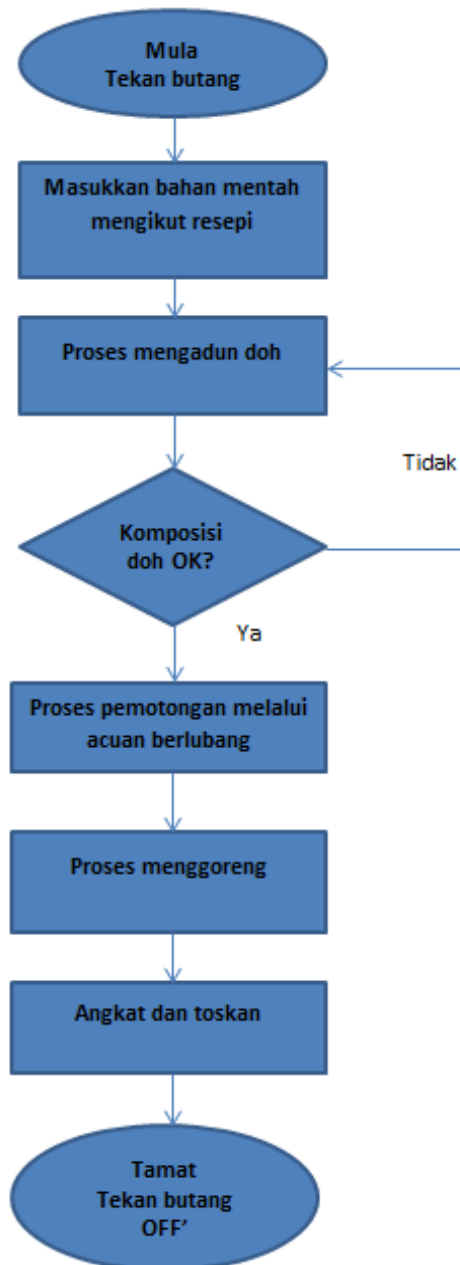 Mula
Tekan butang
Masukkan bahan mentah
mengikut resepi
Proses mengadun doh
Tidak
Komposisi
doh OK?
Ya
Proses pemotongan melalui
acuan berlubang
Proses menggoreng
Angkat dan toskan
Tamat
Tekan butang
OFF'